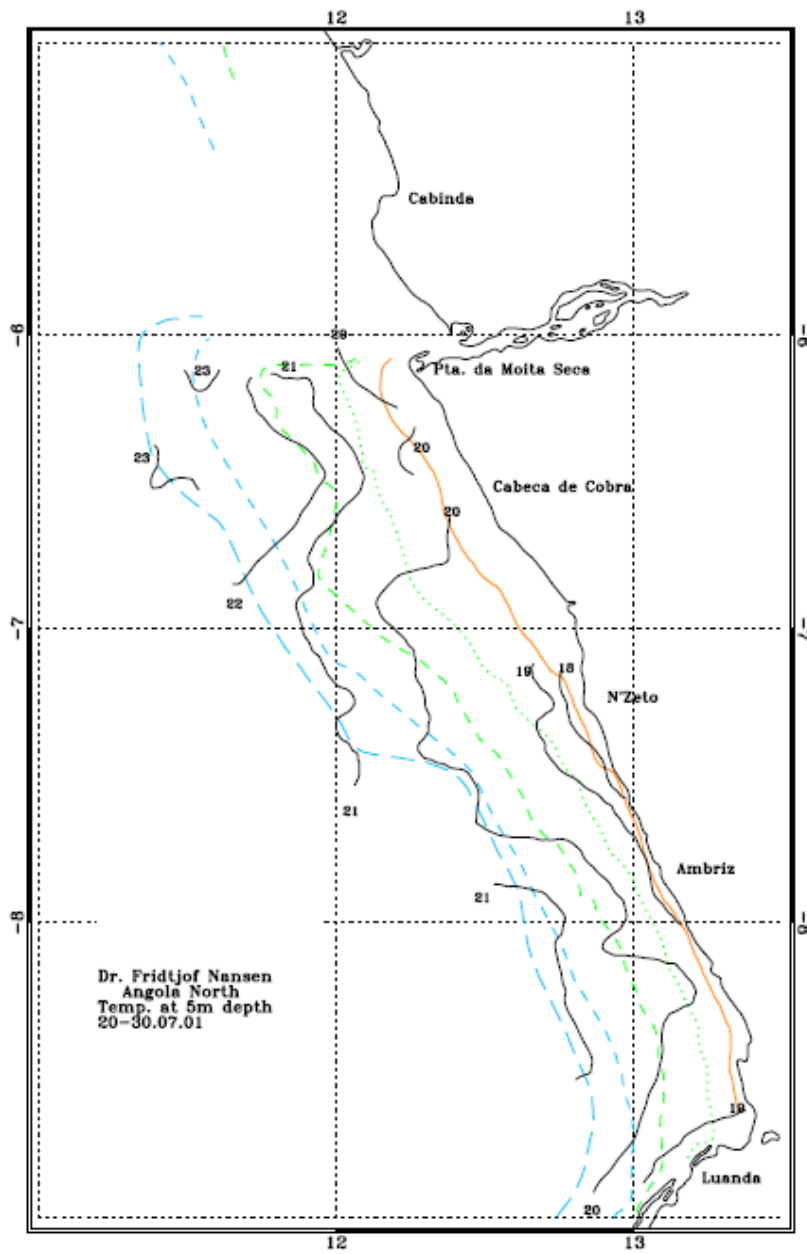 12 13
Cabinda
-6 -6
20
21
Pta. da Moita Seca
23
20
23
Cabeca de Cobra
20
22
-7 -7
19 18
N'Zeto
21
Ambriz
21
-8 -8
Dr. Fridtjof Nansen
Angola North
Temp. at 5m depth
20-30.07.01
19
Luanda
20
12 13